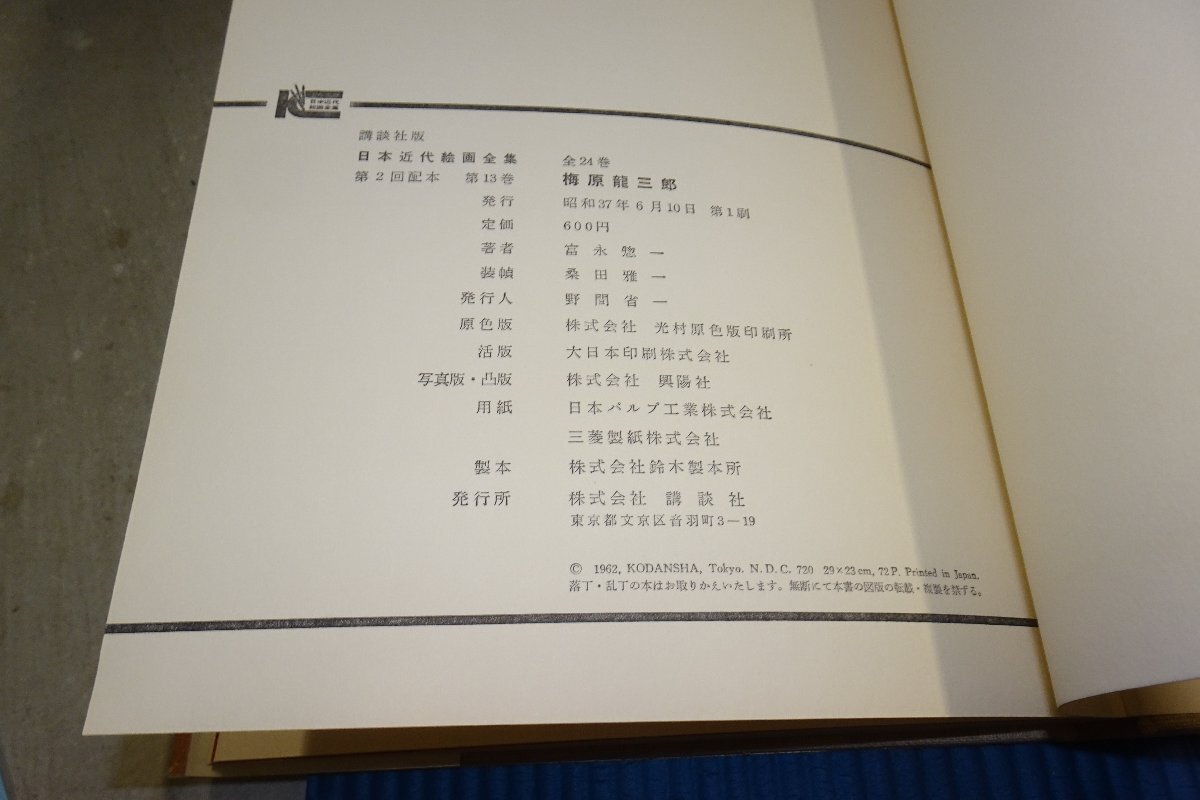 日本近代
絵画全集
講談社版
日本近代絵画全集 全24巻
第2回配本 第13巻 梅原龍三郎
発行 昭和37年6月10日 第1刷
定価 600円
著者 富永惣一
装幀 桑田雅一
発行人 野間省一
原色版 株式会社 光村原色版印刷所
活版 大日本印刷株式会社
写真版・凸版 株式会社 興陽社
用紙 日本パルプ工業株式会社
三菱製紙株式会社
製本 株式会社鈴木製本所
発行所 株式会社 講談社
東京都文京区音羽町3—19
© 1962, KODANSHA, Tokyo. N.D.C. 720 29×23cm, 72P. Printed in Japan.
落丁・乱丁の本はお取りかえいたします。無断にて本書の図版の転載・複製を禁ずる。